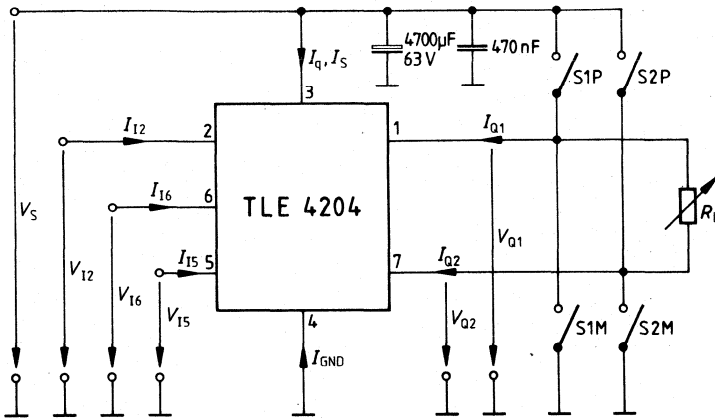 4700μF
63V
470nF
S1P
S2P
I_q, I_S
3
I_I2
2
1
I_Q1
I_I6
6
TLE 4204
V_S
V_I2
V_I6
V_I5
I_I5
5
7
I_Q2
V_Q1
V_Q2
4
I_GND
S1M
S2M